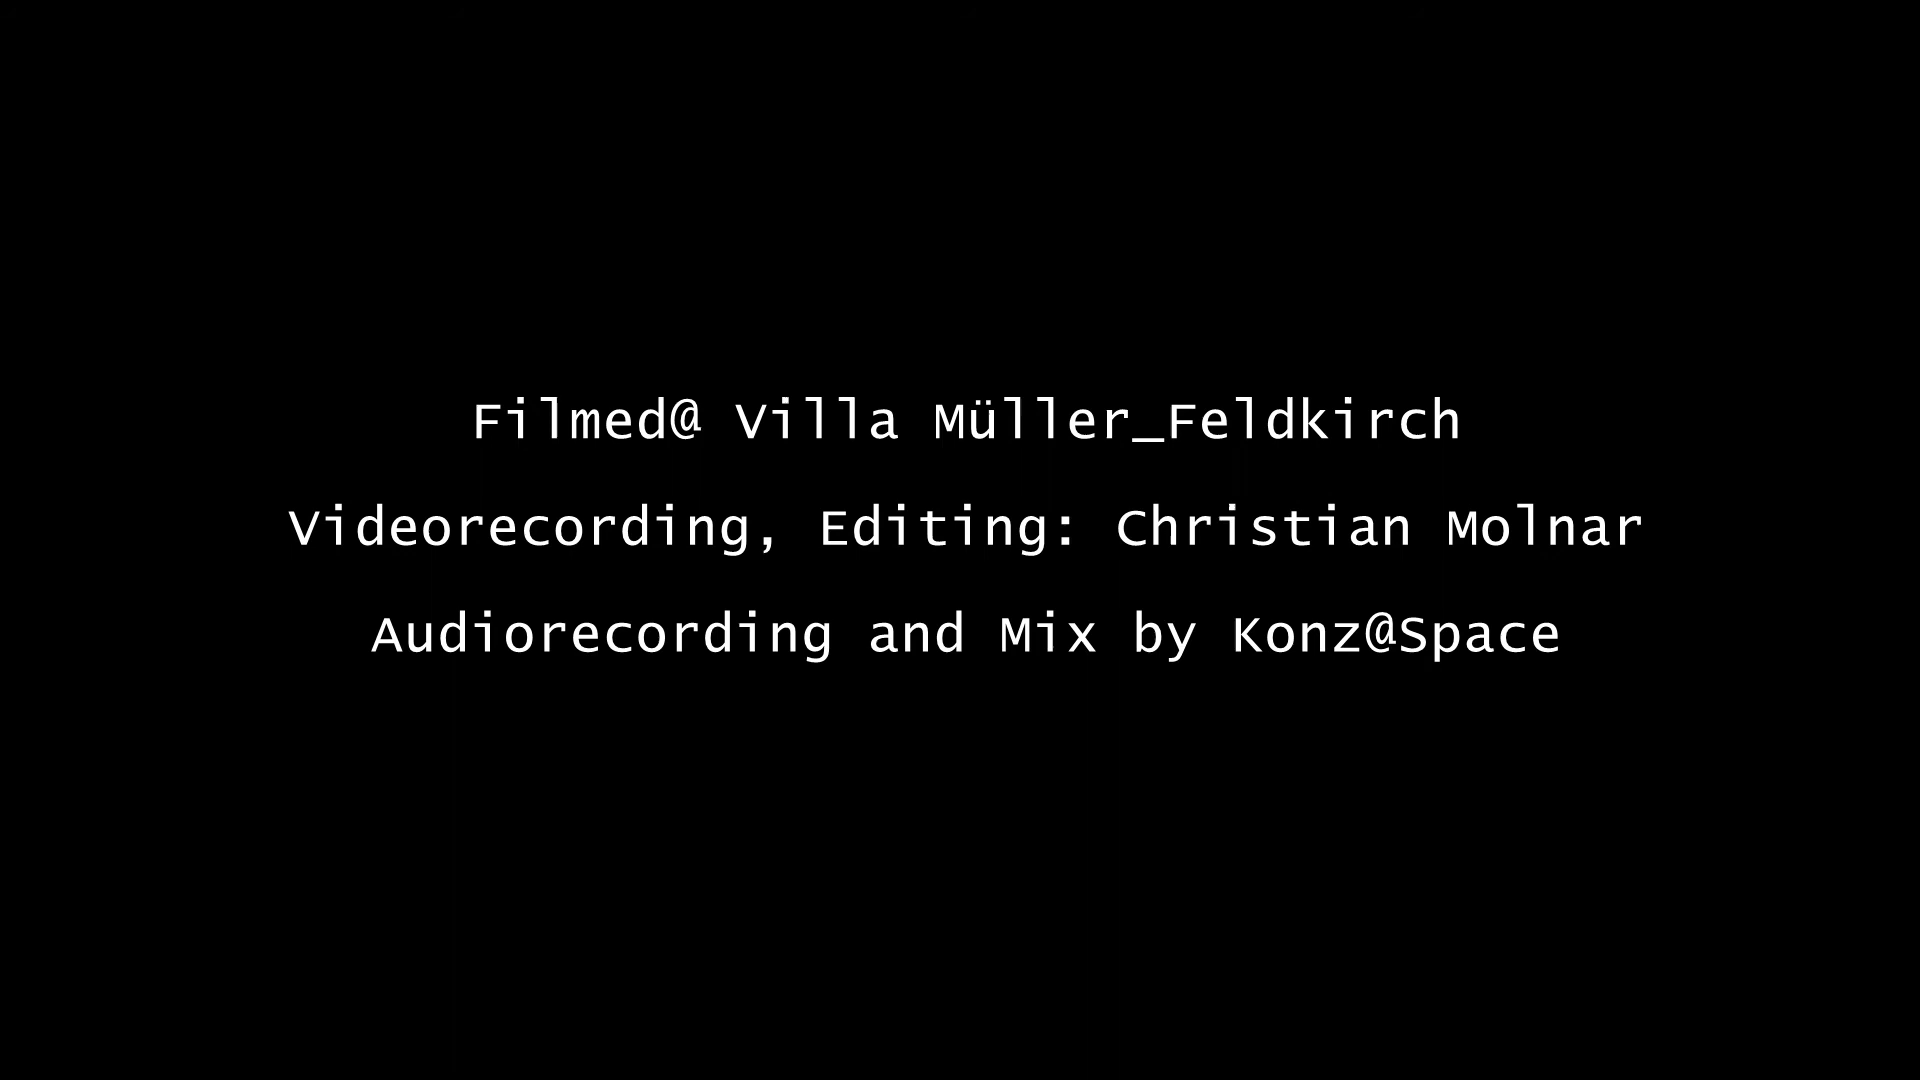 Filmed@ Villa Müller_Feldkirch
Videorecording, Editing: Christian Molnar
Audiorecording and Mix by Konz@Space